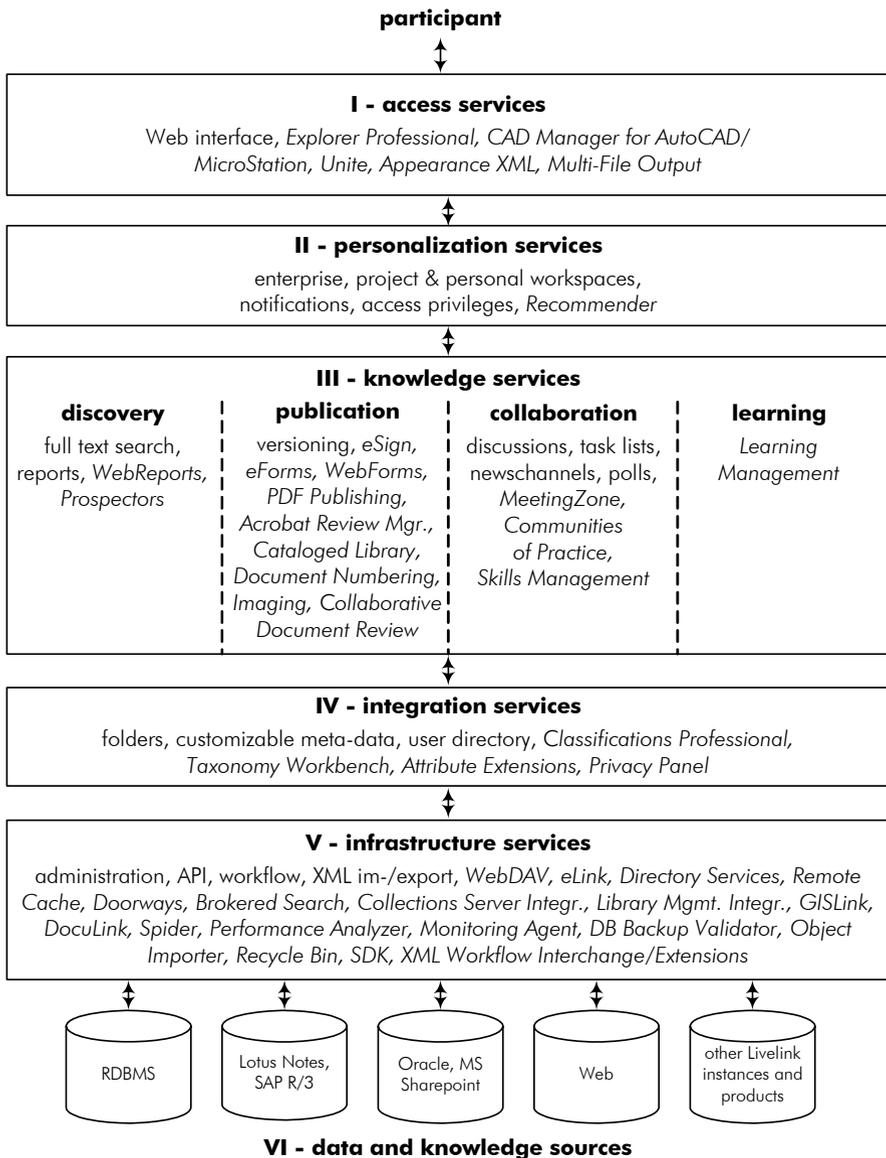 participant
I - access services
Web interface, Explorer Professional, CAD Manager for AutoCAD/
MicroStation, Unite, Appearance XML, Multi-File Output
II - personalization services
enterprise, project & personal workspaces,
notifications, access privileges, Recommender
III - knowledge services
discovery
full text search,
reports, WebReports,
Prospectors
publication
versioning, eSign,
eForms, WebForms,
PDF Publishing,
Acrobat Review Mgr.,
Cataloged Library,
Document Numbering,
Imaging, Collaborative
Document Review
collaboration
discussions, task lists,
newschannels, polls,
MeetingZone,
Communities
of Practice,
Skills Management
learning
Learning
Management
IV - integration services
folders, customizable meta-data, user directory, Classifications Professional,
Taxonomy Workbench, Attribute Extensions, Privacy Panel
V - infrastructure services
administration, API, workflow, XML im-/export, WebDAV, eLink, Directory Services, Remote
Cache, Doorways, Brokered Search, Collections Server Integr., Library Mgmt. Integr., GISLink,
DocuLink, Spider, Performance Analyzer, Monitoring Agent, DB Backup Validator, Object
Importer, Recycle Bin, SDK, XML Workflow Interchange/Extensions
RDBMS
Lotus Notes,
SAP R/3
Oracle, MS
Sharepoint
Web
other Livelink
instances and
products
VI - data and knowledge sources